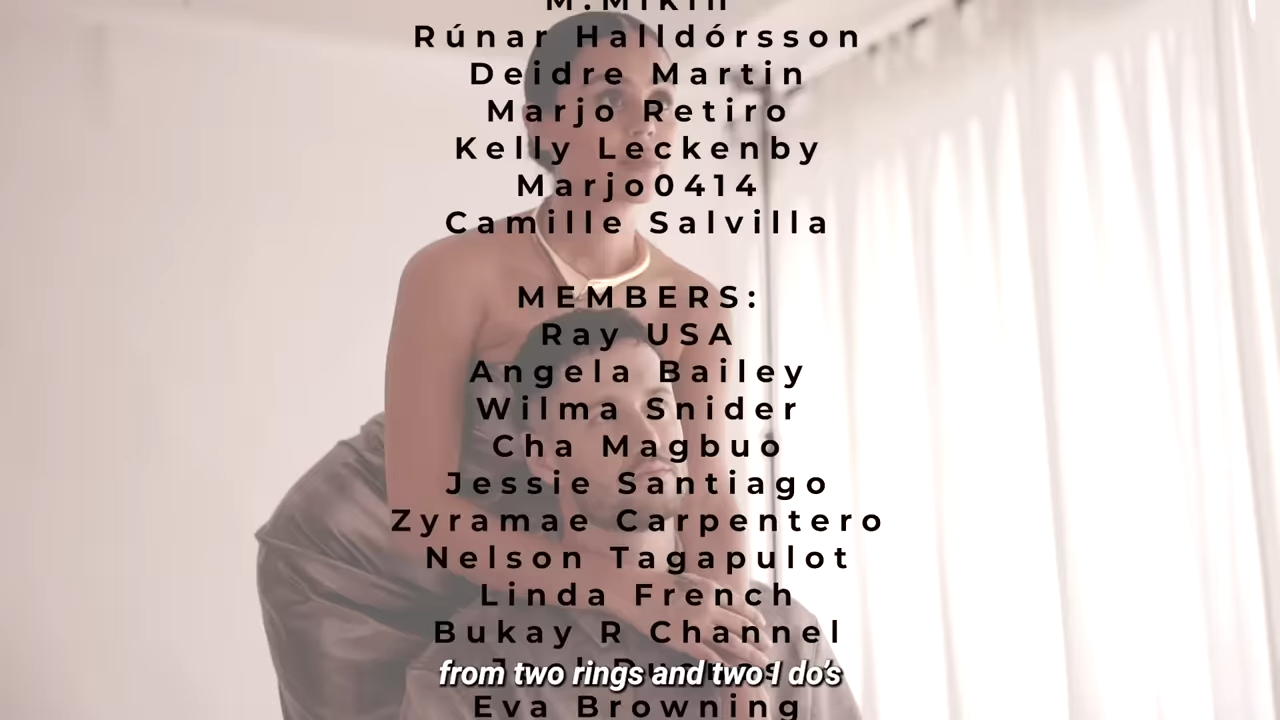 Rúnar Halldórsson
Deidre Martin
Marjo Retiro
Kelly Leckenby
Marjo0414
Camille Salvilla
MEMBERS:
Ray USA
Angela Bailey
Wilma Snider
Cha Magbuo
Jessie Santiago
Zyramae Carpentero
Nelson Tagapulot
Linda French
Bukay R Channel
from two rings and two I do's
Eva Browning